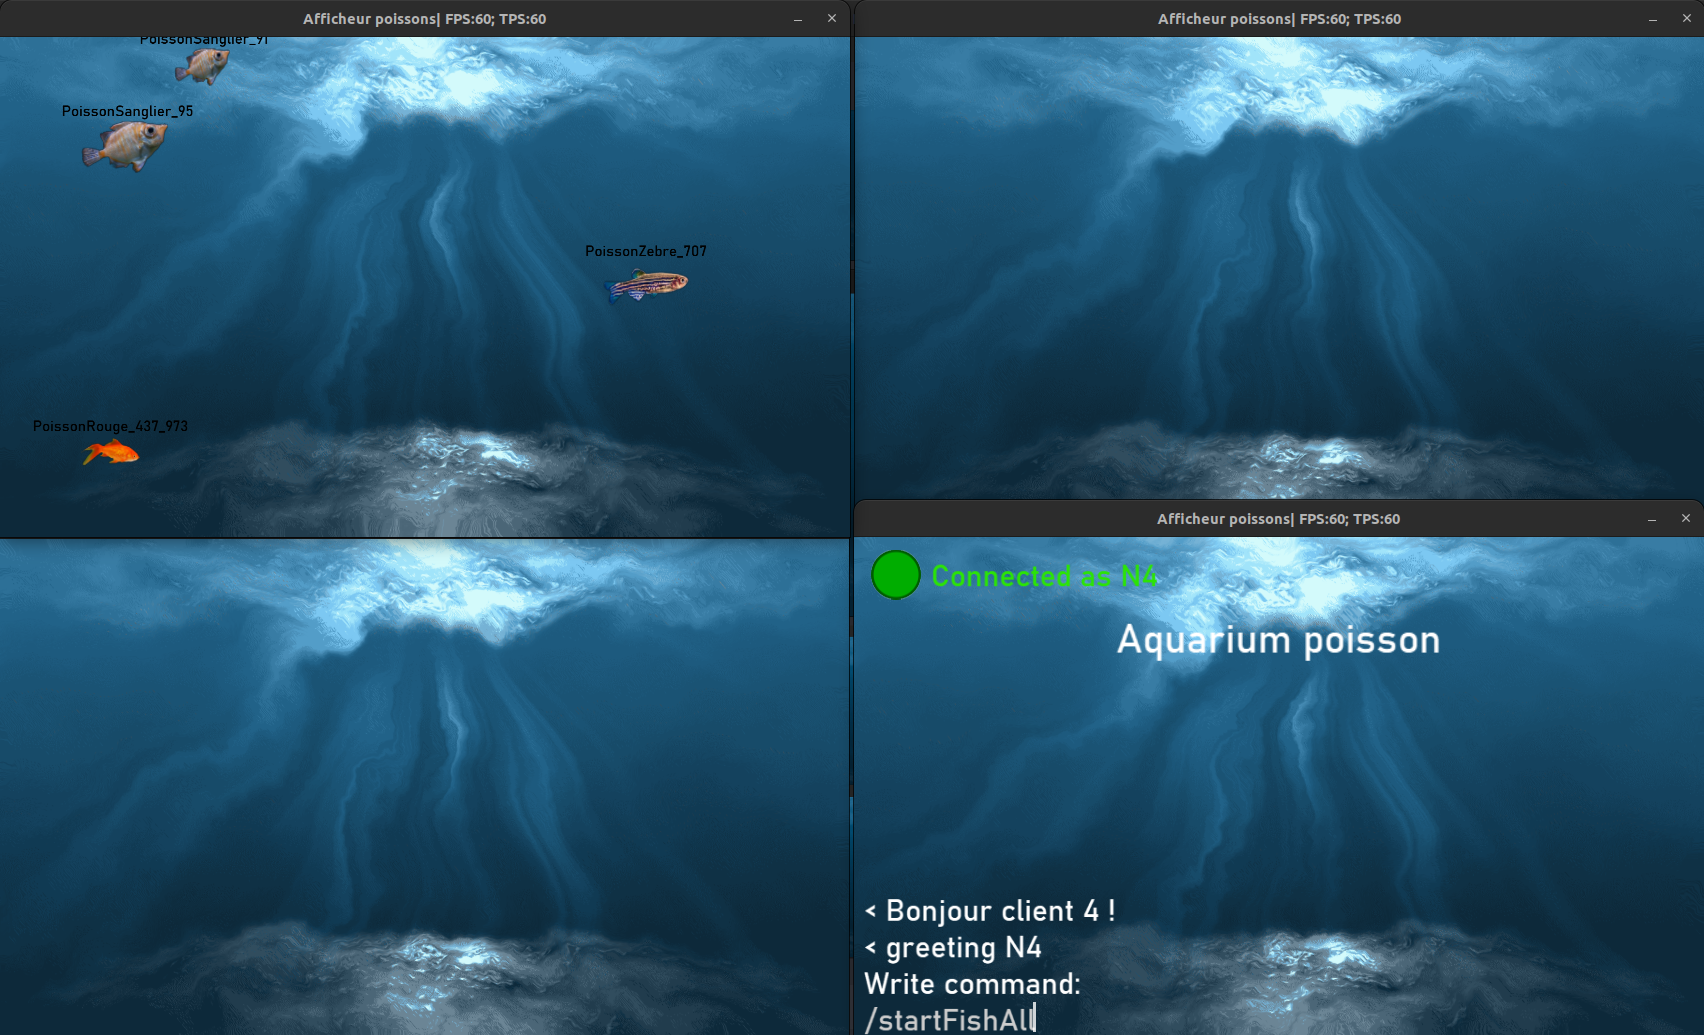 Afficheur poissons| FPS:60; TPS:60
PoissonSanglier_91
PoissonSanglier_95
PoissonZebre_707
PoissonRouge_437_973
Afficheur poissons| FPS:60; TPS:60
Afficheur poissons| FPS:60; TPS:60
Connected as N4
Aquarium poisson
< Bonjour client 4 !
< greeting N4
Write command:
/startFishAll